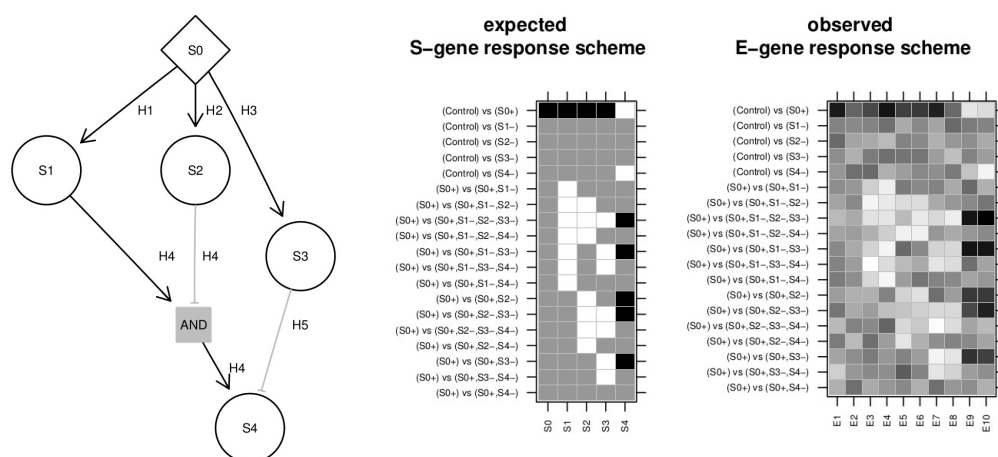 S0
H1
H2
H3
S1
S2
S3
H4
H4
AND
H5
H4
S4
expected
S−gene response scheme
(Control) vs (S0+)
(Control) vs (S1−)
(Control) vs (S2−)
(Control) vs (S3−)
(Control) vs (S4−)
(S0+) vs (S0+,S1−)
(S0+) vs (S0+,S1−,S2−)
(S0+) vs (S0+,S1−,S2−,S3−)
(S0+) vs (S0+,S1−,S2−,S4−)
(S0+) vs (S0+,S1−,S3−)
(S0+) vs (S0+,S1−,S3−,S4−)
(S0+) vs (S0+,S1−,S4−)
(S0+) vs (S0+,S2−)
(S0+) vs (S0+,S2−,S3−)
(S0+) vs (S0+,S2−,S3−,S4−)
(S0+) vs (S0+,S2−,S4−)
(S0+) vs (S0+,S3−)
(S0+) vs (S0+,S3−,S4−)
(S0+) vs (S0+,S4−)
S0 S1 S2 S3 S4
observed
E−gene response scheme
(Control) vs (S0+)
(Control) vs (S1−)
(Control) vs (S2−)
(Control) vs (S3−)
(Control) vs (S4−)
(S0+) vs (S0+,S1−)
(S0+) vs (S0+,S1−,S2−)
(S0+) vs (S0+,S1−,S2−,S3−)
(S0+) vs (S0+,S1−,S2−,S4−)
(S0+) vs (S0+,S1−,S3−)
(S0+) vs (S0+,S1−,S3−,S4−)
(S0+) vs (S0+,S1−,S4−)
(S0+) vs (S0+,S2−)
(S0+) vs (S0+,S2−,S3−)
(S0+) vs (S0+,S2−,S3−,S4−)
(S0+) vs (S0+,S2−,S4−)
(S0+) vs (S0+,S3−)
(S0+) vs (S0+,S3−,S4−)
(S0+) vs (S0+,S4−)
E1 E2 E3 E4 E5 E6 E7 E8 E9 E10